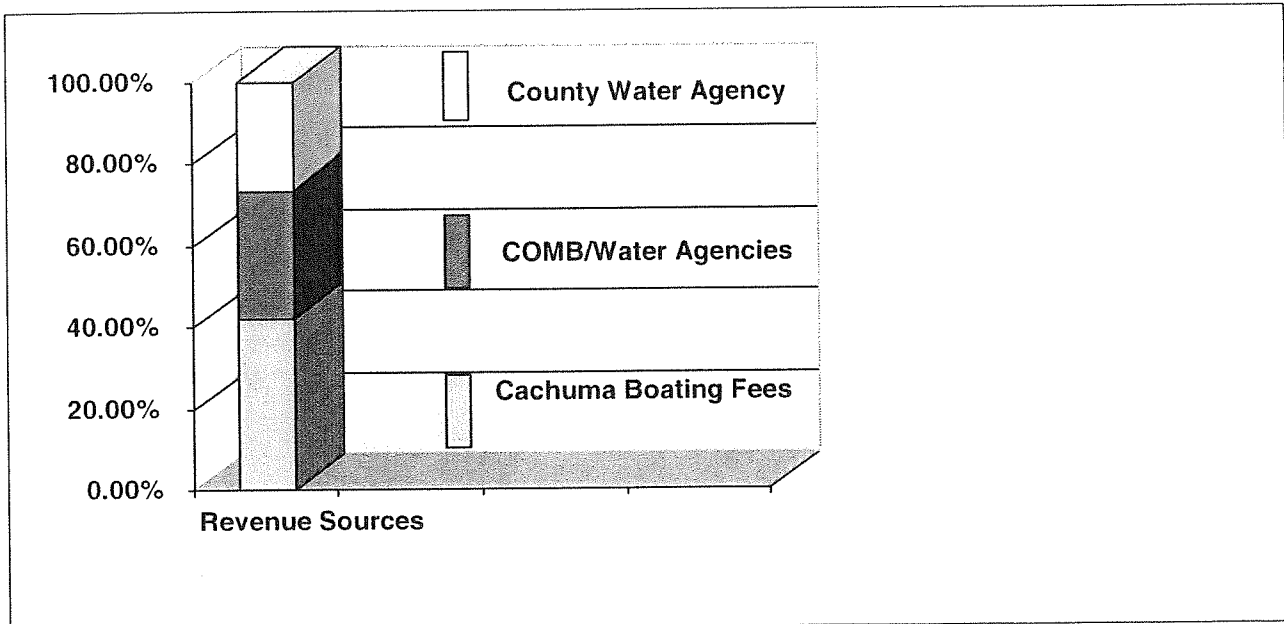 100.00%
80.00%
60.00%
40.00%
20.00%
0.00%
County Water Agency
COMB/Water Agencies
Cachuma Boating Fees
Revenue Sources